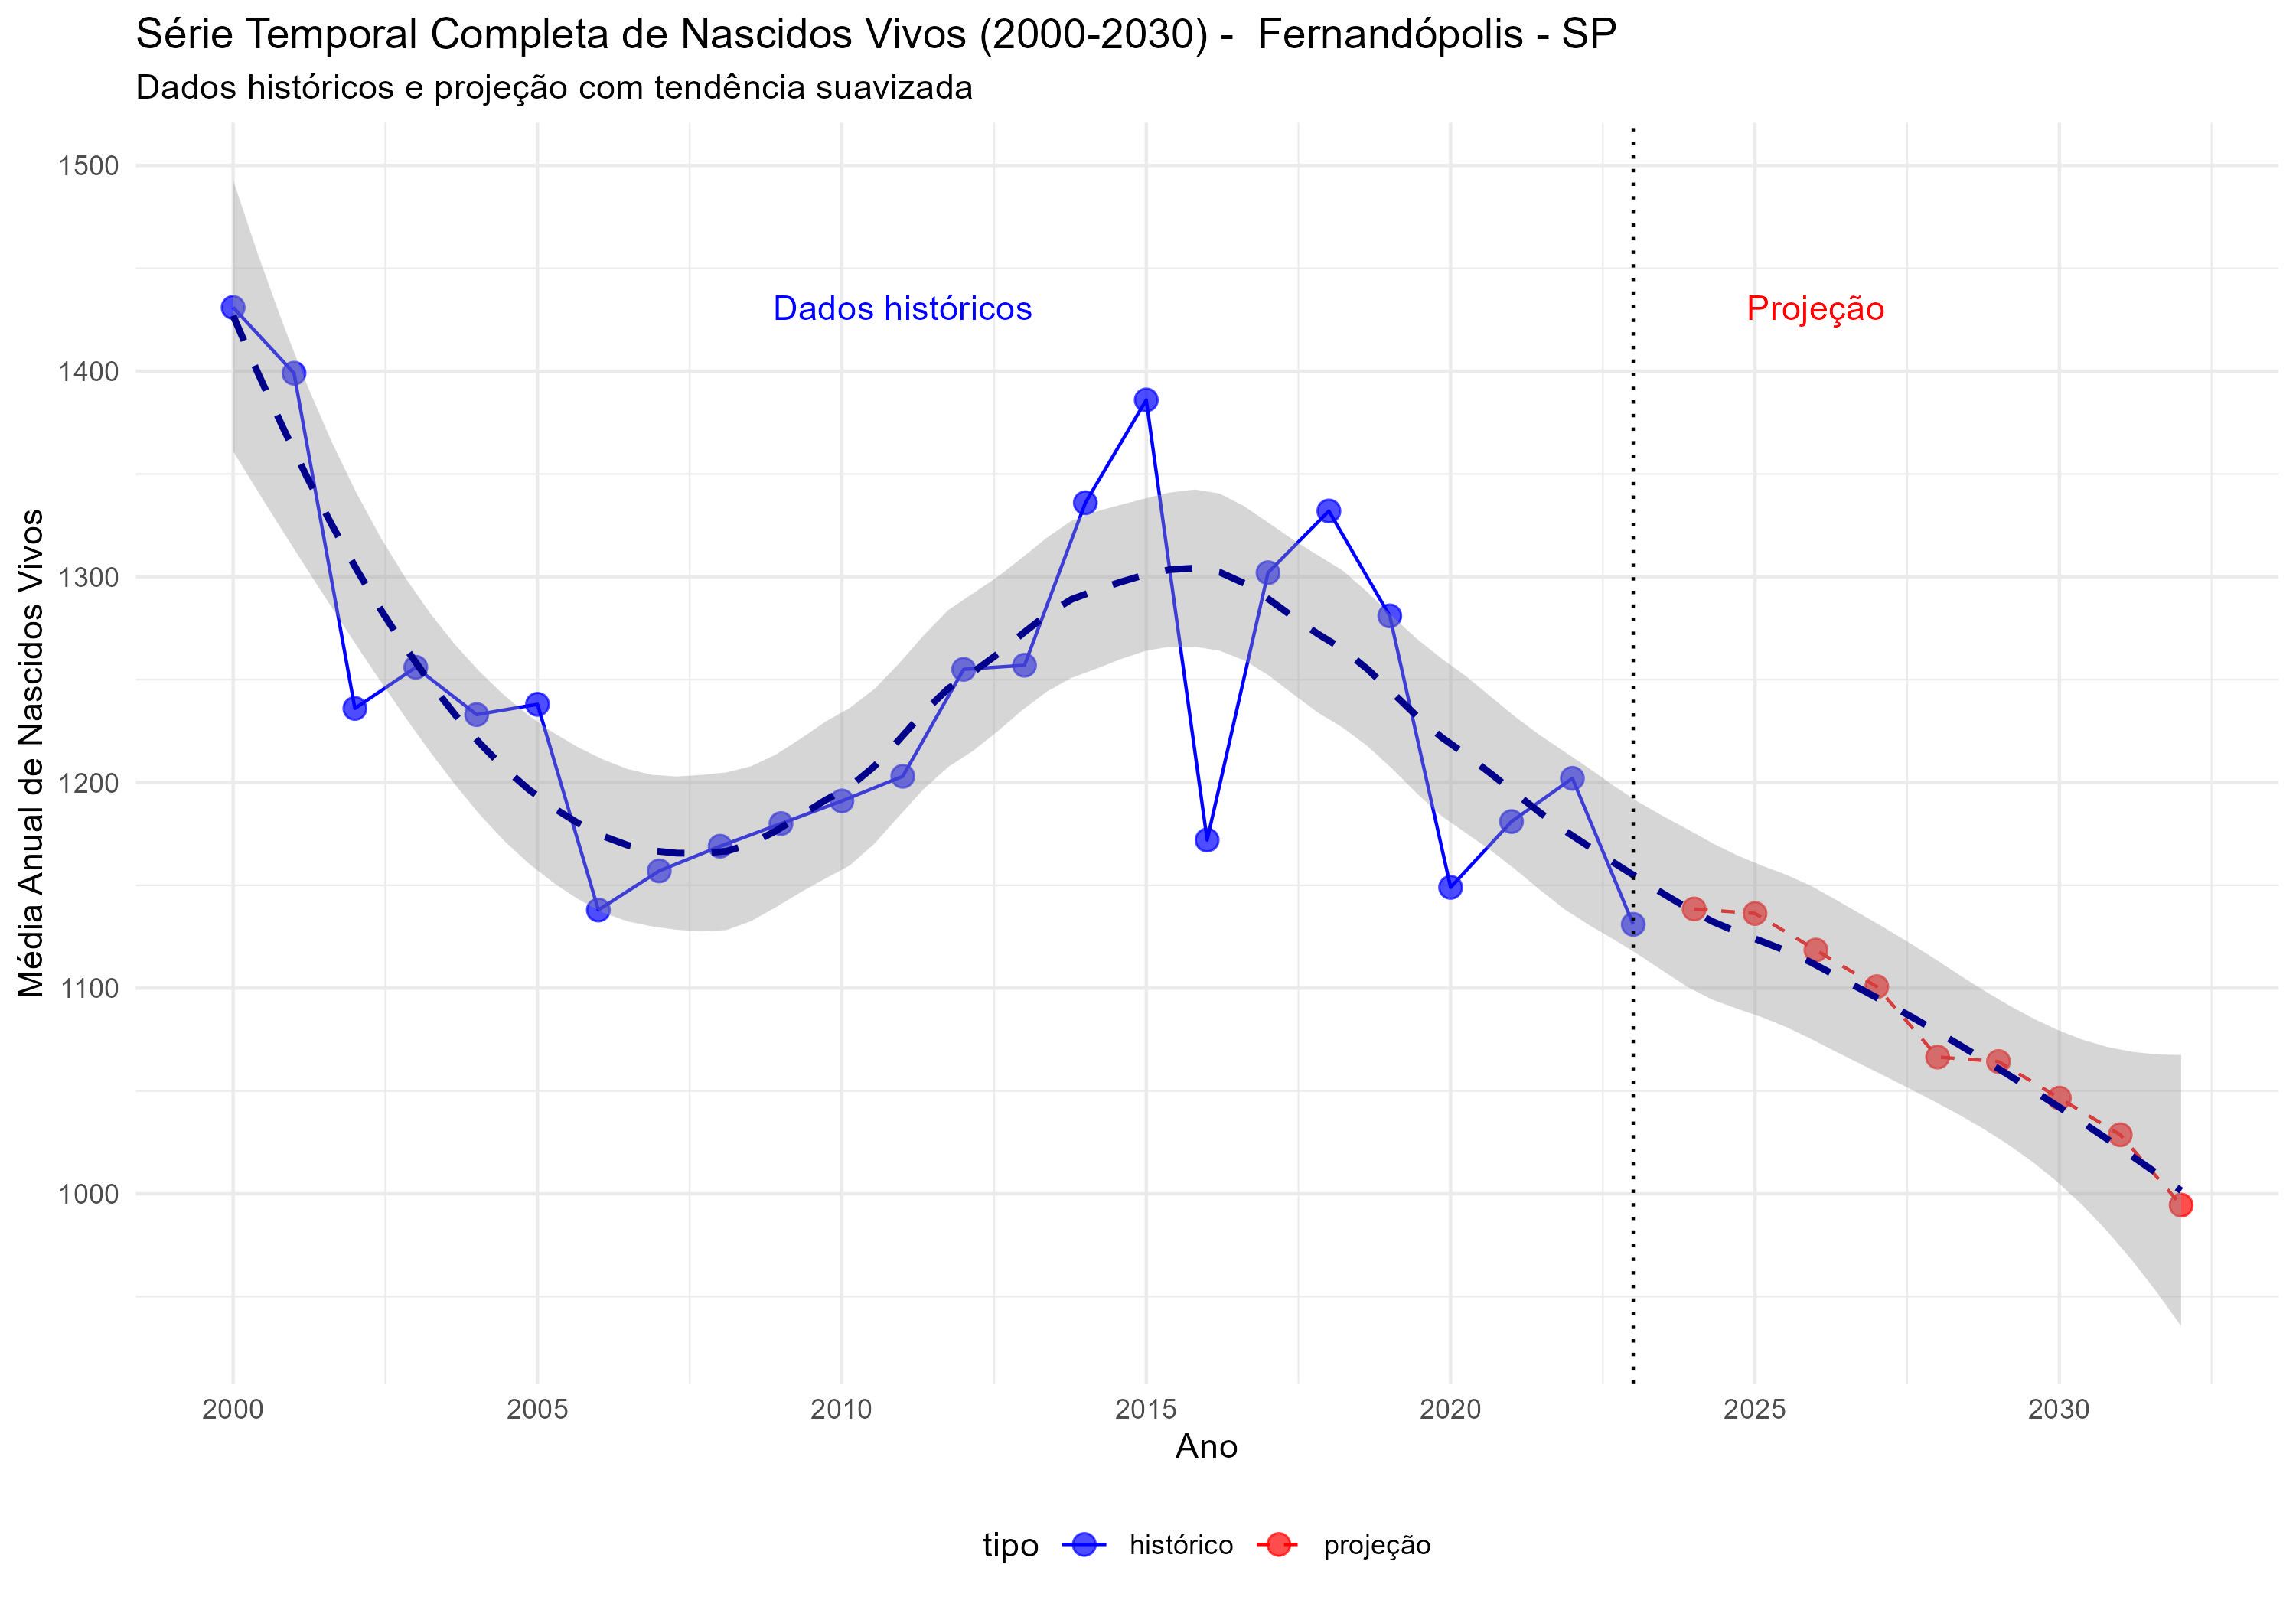 Série Temporal Completa de Nascidos Vivos (2000-2030) -  Fernandópolis - SP
Dados históricos e projeção com tendência suavizada
Média Anual de Nascidos Vivos
1500
1400
1300
1200
1100
1000
Dados históricos
Projeção
2000
2005
2010
2015
2020
2025
2030
Ano
tipo
histórico
projeção